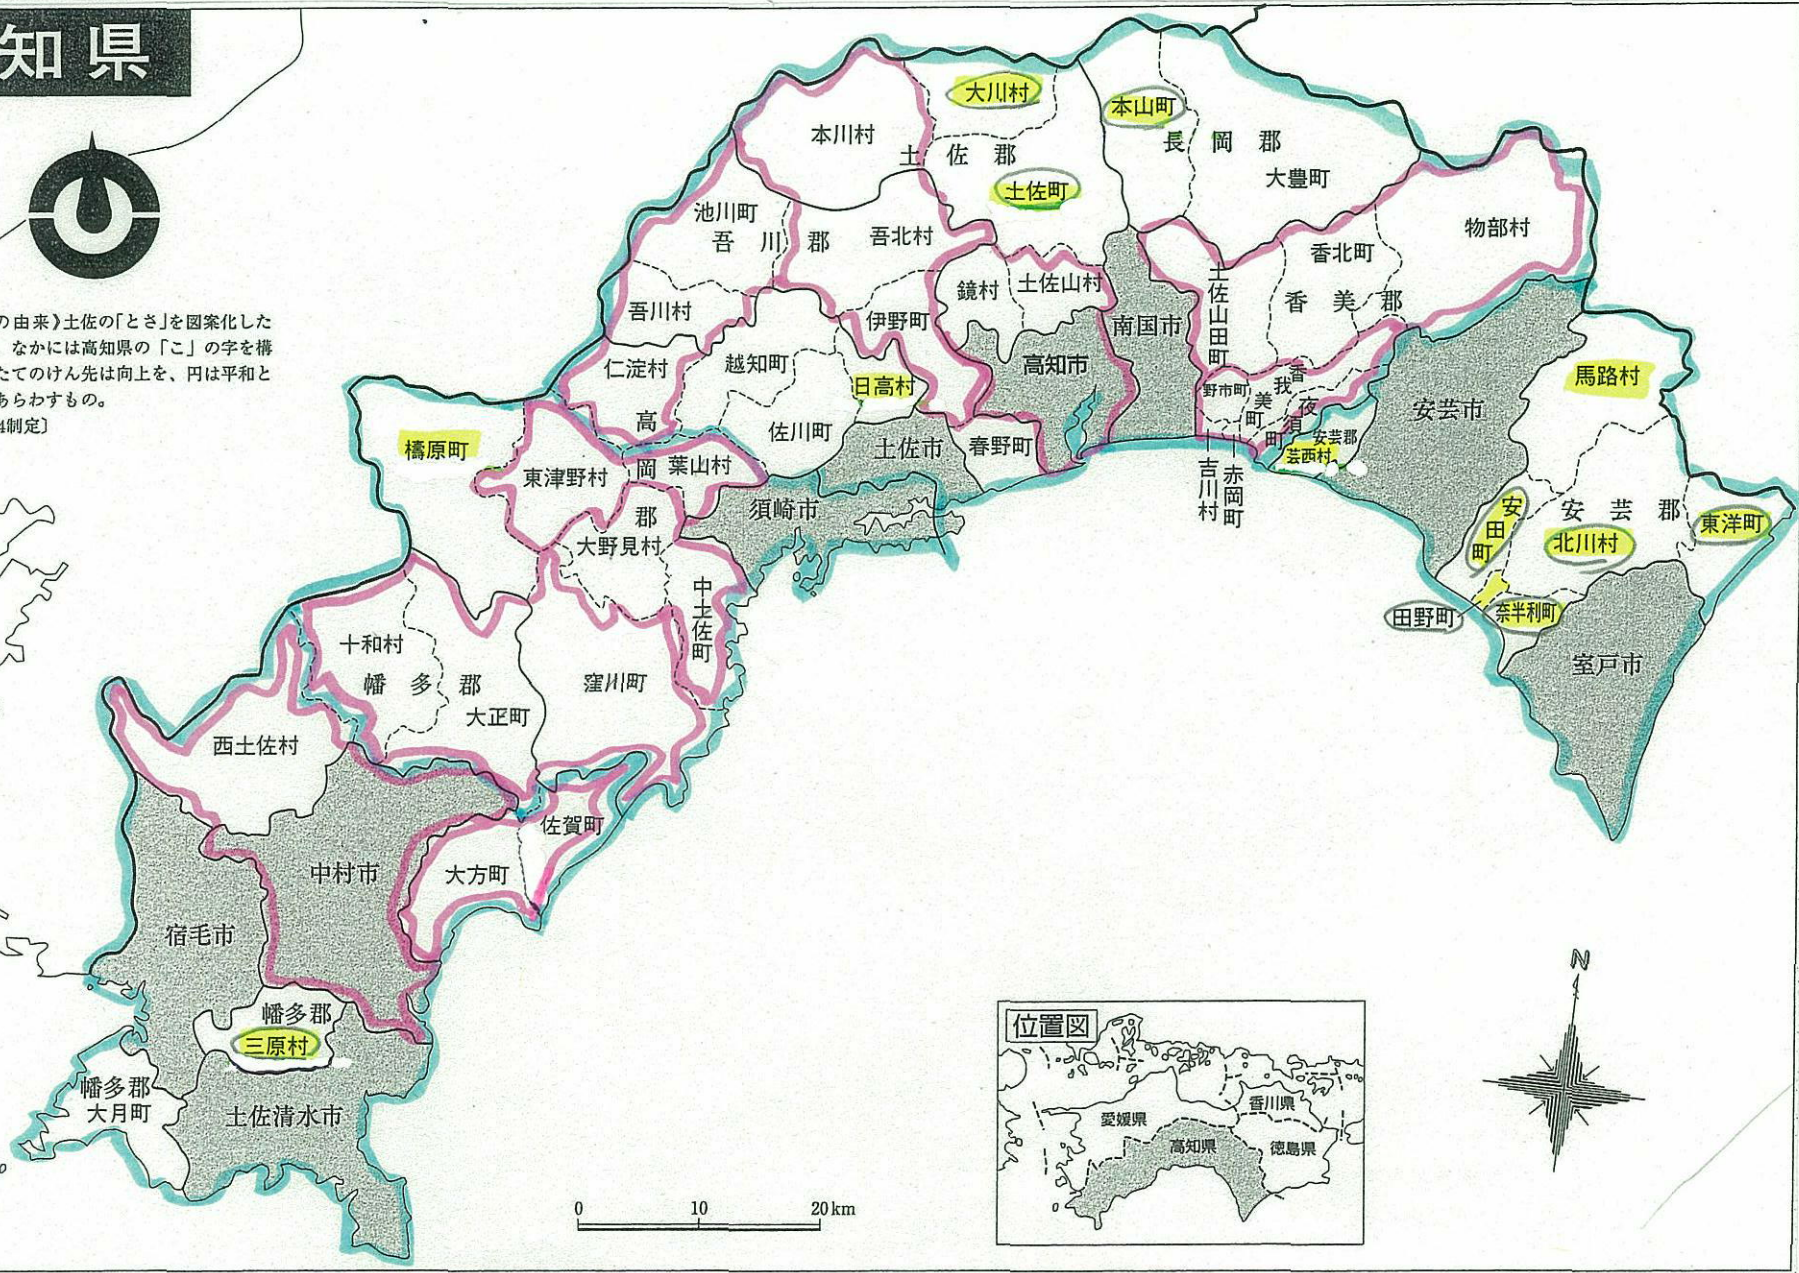 知県
の由来》土佐の「とさ」を図案化した
なかには高知県の「こ」の字を構
たてのけん先は向上を、円は平和と
あらわすもの。
制定〕
大川村
本山町
本川村
土佐郡
長岡郡
土佐町
大豊町
池川町
吾川郡
吾北村
物部村
香北町
鏡村
土佐山村
土佐山田町
香美郡
吾川村
伊野町
南国市
仁淀村
越知町
日高村
高知市
野市町
香我美町
夜須町
馬路村
安芸市
檮原町
高岡郡
佐川町
土佐市
春野町
安芸郡
芸西村
東津野村
葉山村
吉川村
赤岡町
須崎市
大野見村
安田町
安芸郡
北川村
東洋町
中土佐町
田野町
奈半利町
十和村
幡多郡
窪川町
大正町
室戸市
西土佐村
佐賀町
中村市
大方町
宿毛市
幡多郡
三原村
幡多郡
大月町
土佐清水市
N
位置図
愛媛県
香川県
高知県
徳島県
0 10 20km